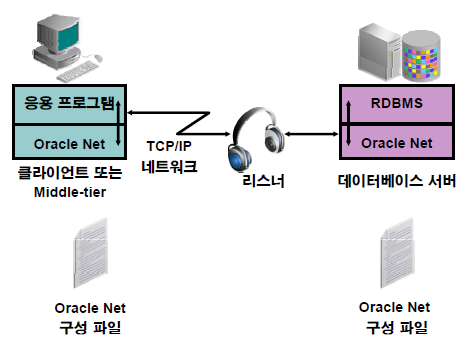 응용 프로그램
Oracle Net
클라이언트 또는
Middle-tier
TCP/IP
네트워크
리스너
RDBMS
Oracle Net
데이터베이스 서버
Oracle Net
구성 파일
Oracle Net
구성 파일